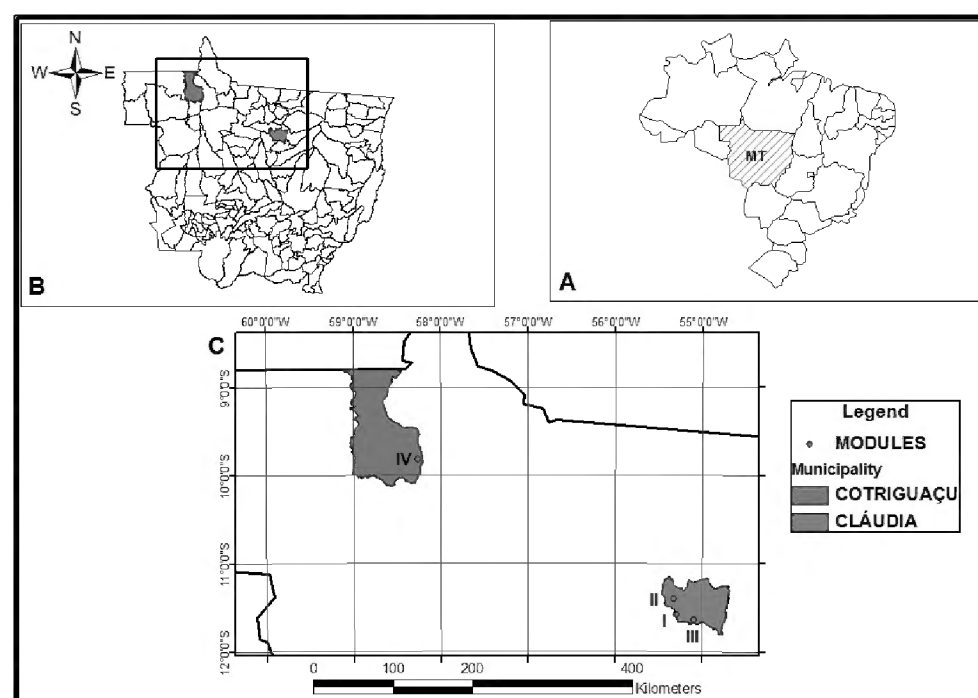 N
W E
S
B
MT
A
C
60°0'0"W 59°0'0"W 58°0'0"W 57°0'0"W 56°0'0"W 55°0'0"W
9°0'0"S
10°0'0"S
11°0'0"S
12°0'0"S
IV
II
I
III
Legend
MODULES
Municipality
COTRIGUAÇU
CLÁUDIA
0 100 200 400
Kilometers